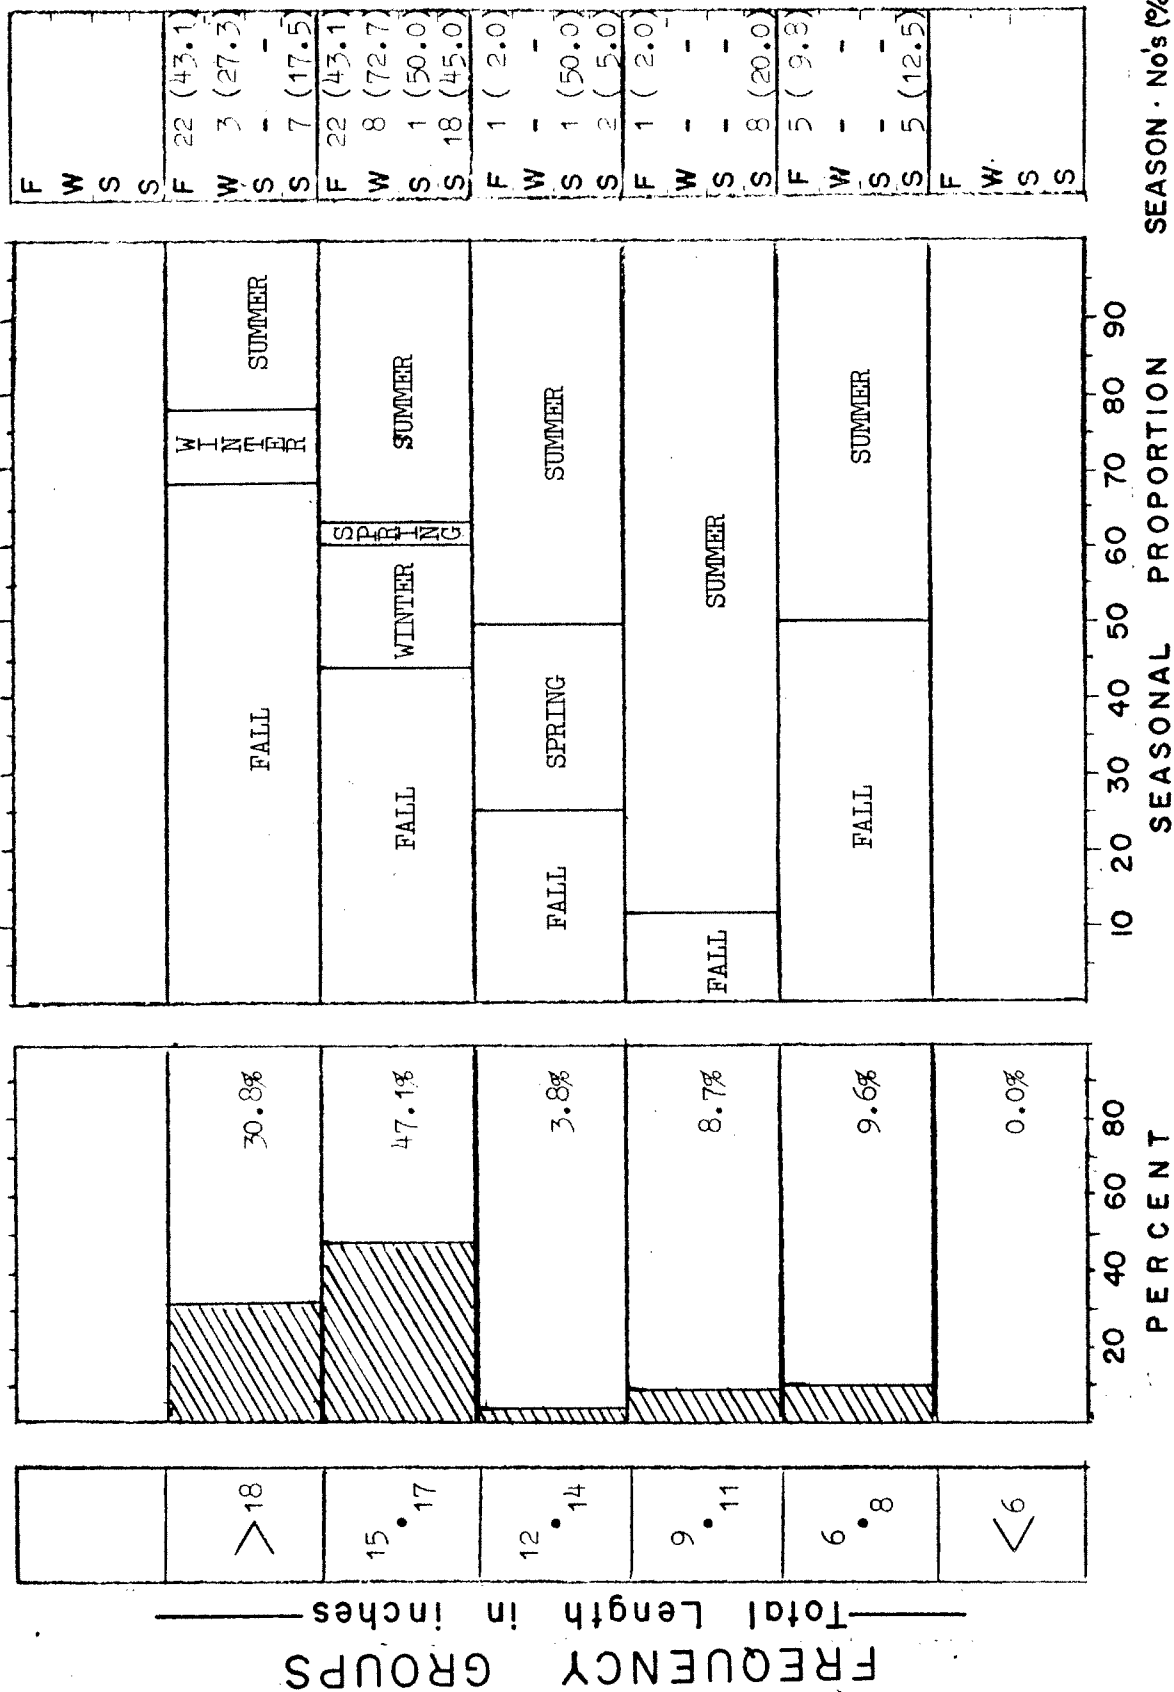 FREQUENCY GROUPS
Total Length in inches
>18
15 • 17
12 • 14
9 • 11
6 • 8
<6
30.8%
47.1%
3.8%
8.7%
9.6%
0.0%
20 40 60 80
PERCENT
FALL WINTER SUMMER
FALL WINTER SPRING SUMMER
FALL SPRING SUMMER
FALL SUMMER
FALL SUMMER
10 20 30 40 50 60 70 80 90
SEASONAL PROPORTION
F
W
S
S
F 22 (43.1)
W 3 (27.3)
S - -
S 7 (17.5)
F 22 (43.1)
W 8 (72.7)
S 1 (50.0)
S 18 (45.0)
F 1 ( 2.0)
W - -
S 1 (50.0)
S 2 ( 5.0)
F 1 ( 2.0)
W - -
S - -
S 8 (20.0)
F 5 ( 9.8)
W - -
S - -
S 5 (12.5)
F
W
S
S
SEASON · No's (%